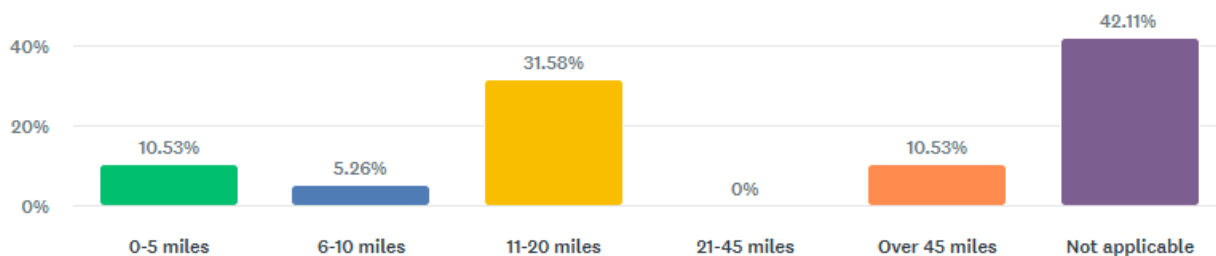 42.11%
40%
31.58%
20%
10.53%
5.26%
0%
10.53%
0%
0-5 miles
6-10 miles
11-20 miles
21-45 miles
Over 45 miles
Not applicable